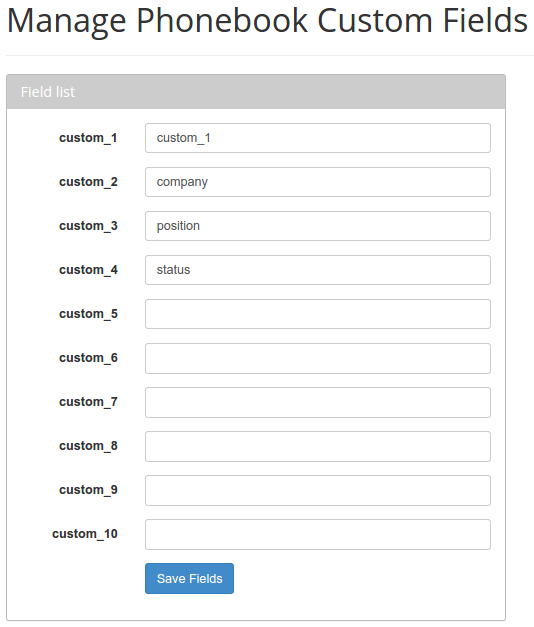 Manage Phonebook Custom Fields
Field list
custom_1 custom_1
custom_2 company
custom_3 position
custom_4 status
custom_5
custom_6
custom_7
custom_8
custom_9
custom_10
Save Fields